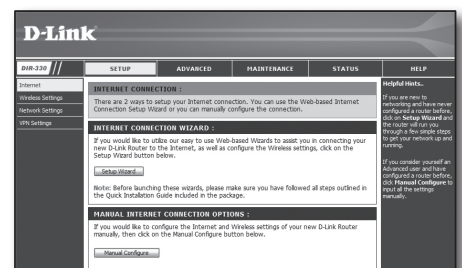 D-Link
DIR-330 // SETUP ADVANCED MAINTENANCE STATUS HELP
Internet
Wireless Settings
Network Settings
VPN Settings
INTERNET CONNECTION :
There are 2 ways to setup your Internet connection. You can use the Web-based Internet
Connection Setup Wizard or you can manually configure the connection.
INTERNET CONNECTION WIZARD :
If you would like to utilize our easy to use Web-based Wizards to assist you in connecting your
new D-Link Router to the Internet, as well as configure the Wireless settings, click on the
Setup Wizard button below.
Setup Wizard
Note: Before launching these wizards, please make sure you have followed all steps outlined in
the Quick Installation Guide included in the package.
MANUAL INTERNET CONNECTION OPTIONS :
If you would like to configure the Internet and Wireless settings of your new D-Link Router
manually, then click on the Manual Configure button below.
Manual Configure
Helpful Hints..
If you are new to
networking and have never
configured a router before,
click on Setup Wizard and
the router will run you
through a few simple steps
to get your network up and
running.
If you consider yourself an
Advanced user and have
configured a router before,
click Manual Configure to
input all the settings
manually.